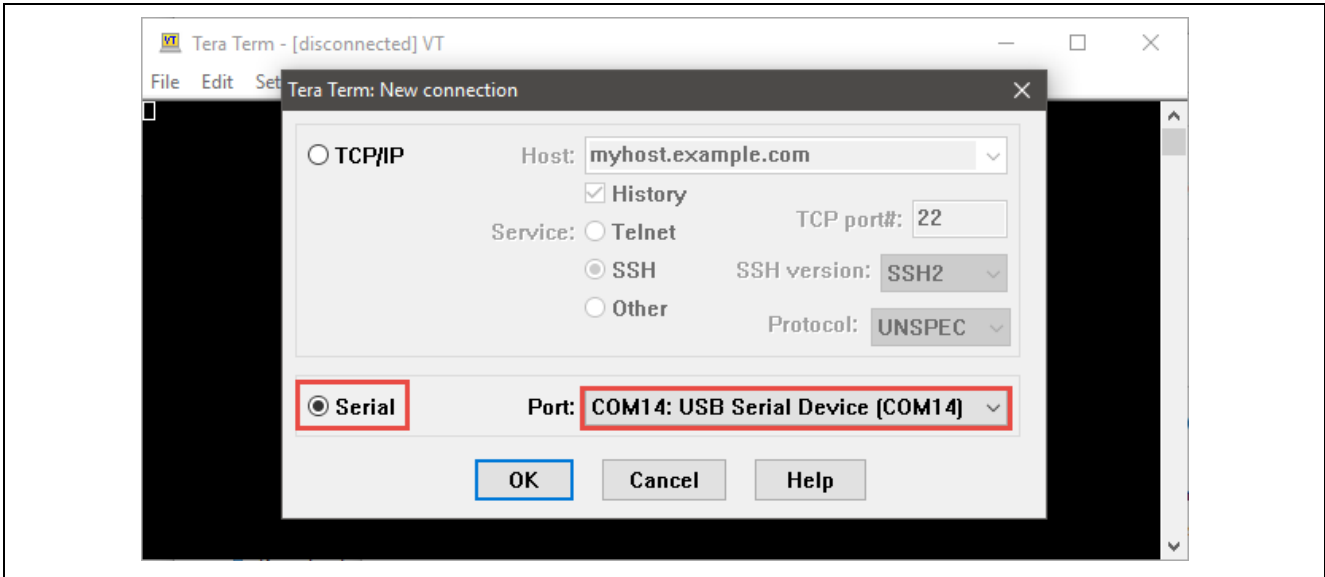 VT Tera Term - [disconnected] VT
File Edit Set
Tera Term: New connection
TCP/IP Host: myhost.example.com
History
Service: Telnet TCP port#: 22
SSH SSH version: SSH2
Other Protocol: UNSPEC
Serial Port: COM14: USB Serial Device (COM14)
OK Cancel Help